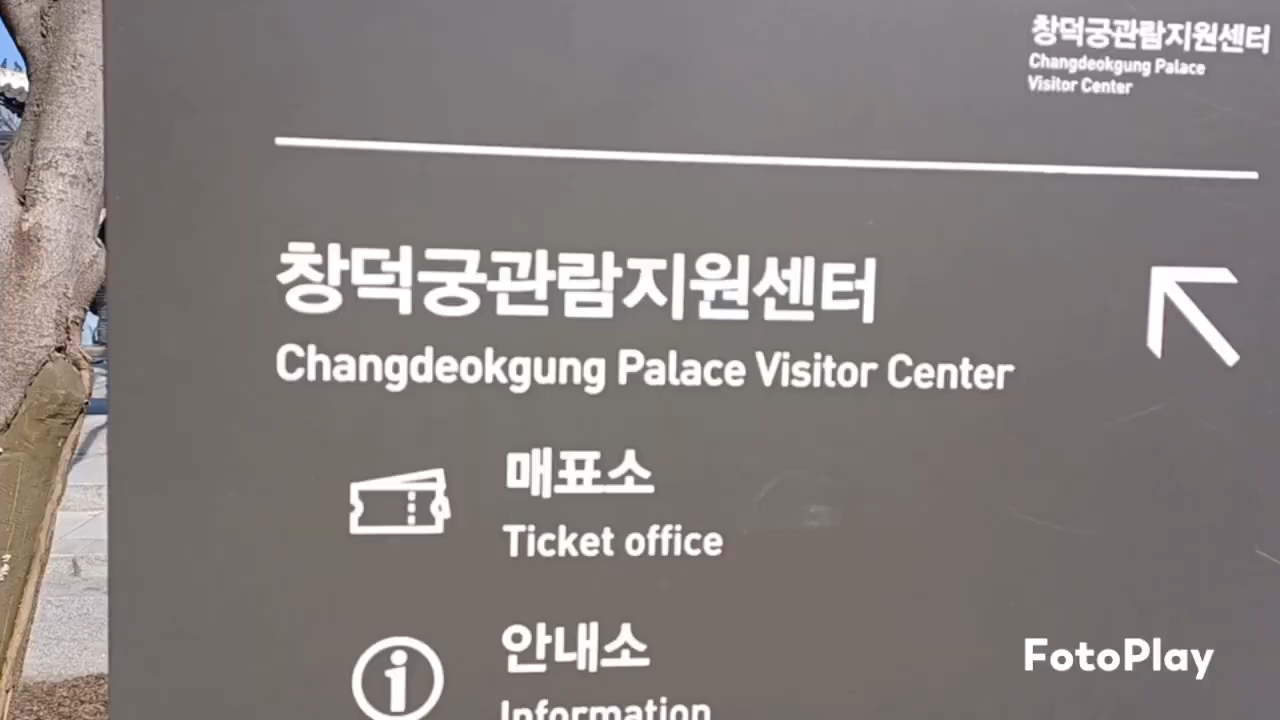 창덕궁관람지원센터
Changdeokgung Palace
Visitor Center
창덕궁관람지원센터
Changdeokgung Palace Visitor Center
매표소
Ticket office
안내소
Information
FotoPlay